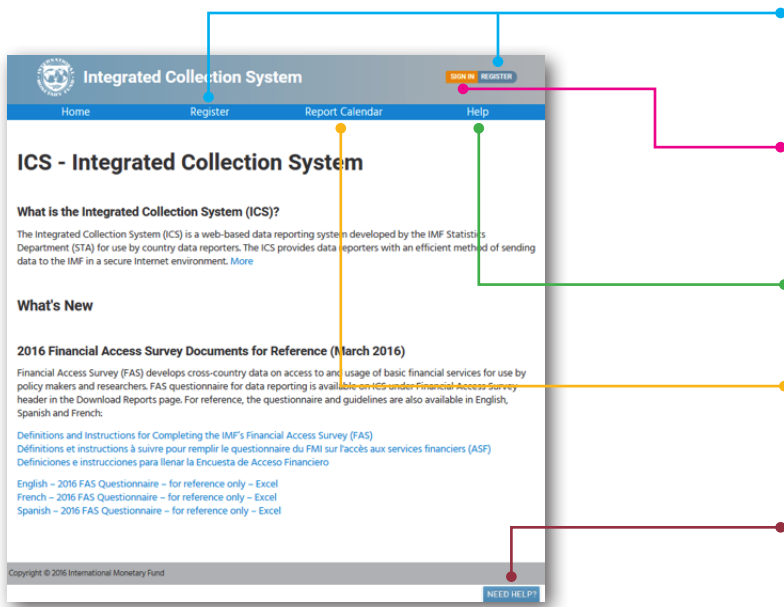 INTERNATIONAL MONETARY FUND
Integrated Collection System
SIGN IN REGISTER
Home Register Report Calendar Help
ICS - Integrated Collection System
What is the Integrated Collection System (ICS)?
The Integrated Collection System (ICS) is a web-based data reporting system developed by the IMF Statistics
Department (STA) for use by country data reporters. The ICS provides data reporters with an efficient method of sending
data to the IMF in a secure Internet environment. More
What's New
2016 Financial Access Survey Documents for Reference (March 2016)
Financial Access Survey (FAS) develops cross-country data on access to and usage of basic financial services for use by
policy makers and researchers. FAS questionnaire for data reporting is available on ICS under Financial Access Survey
header in the Download Reports page. For reference, the questionnaire and guidelines are also available in English,
Spanish and French:
Definitions and Instructions for Completing the IMF's Financial Access Survey (FAS)
Définitions et instructions à suivre pour remplir le questionnaire du FMI sur l'accès aux services financiers (ASF)
Definiciones e instrucciones para llenar la Encuesta de Acceso Financiero
English – 2016 FAS Questionnaire – for reference only – Excel
French – 2016 FAS Questionnaire – for reference only – Excel
Spanish – 2016 FAS Questionnaire – for reference only – Excel
Copyright © 2016 International Monetary Fund
NEED HELP?